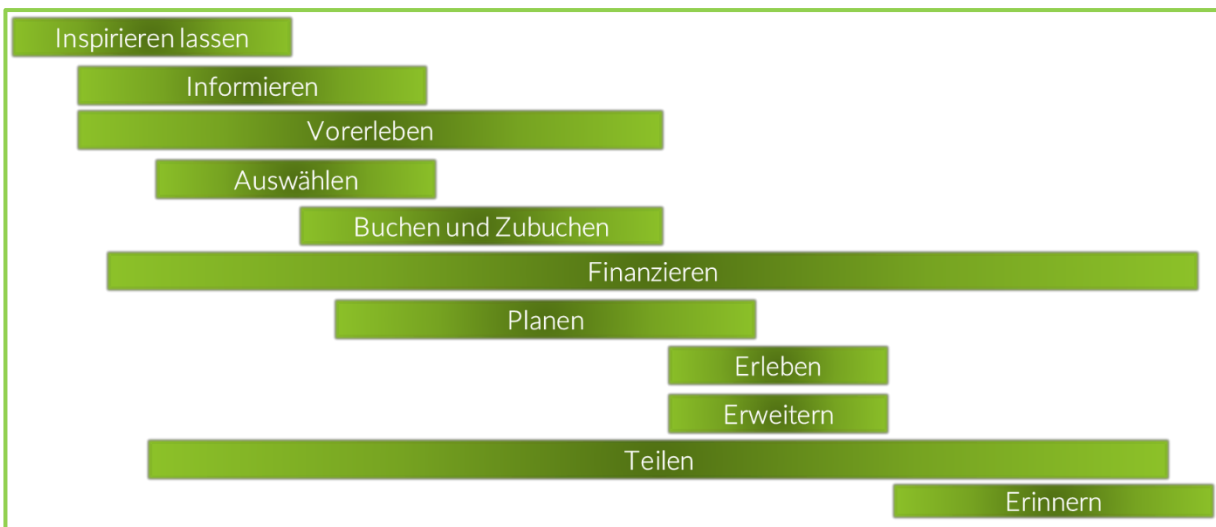 Inspirieren lassen
Informieren
Vorerleben
Auswählen
Buchen und Zubuchen
Finanzieren
Planen
Erleben
Erweitern
Teilen
Erinnern